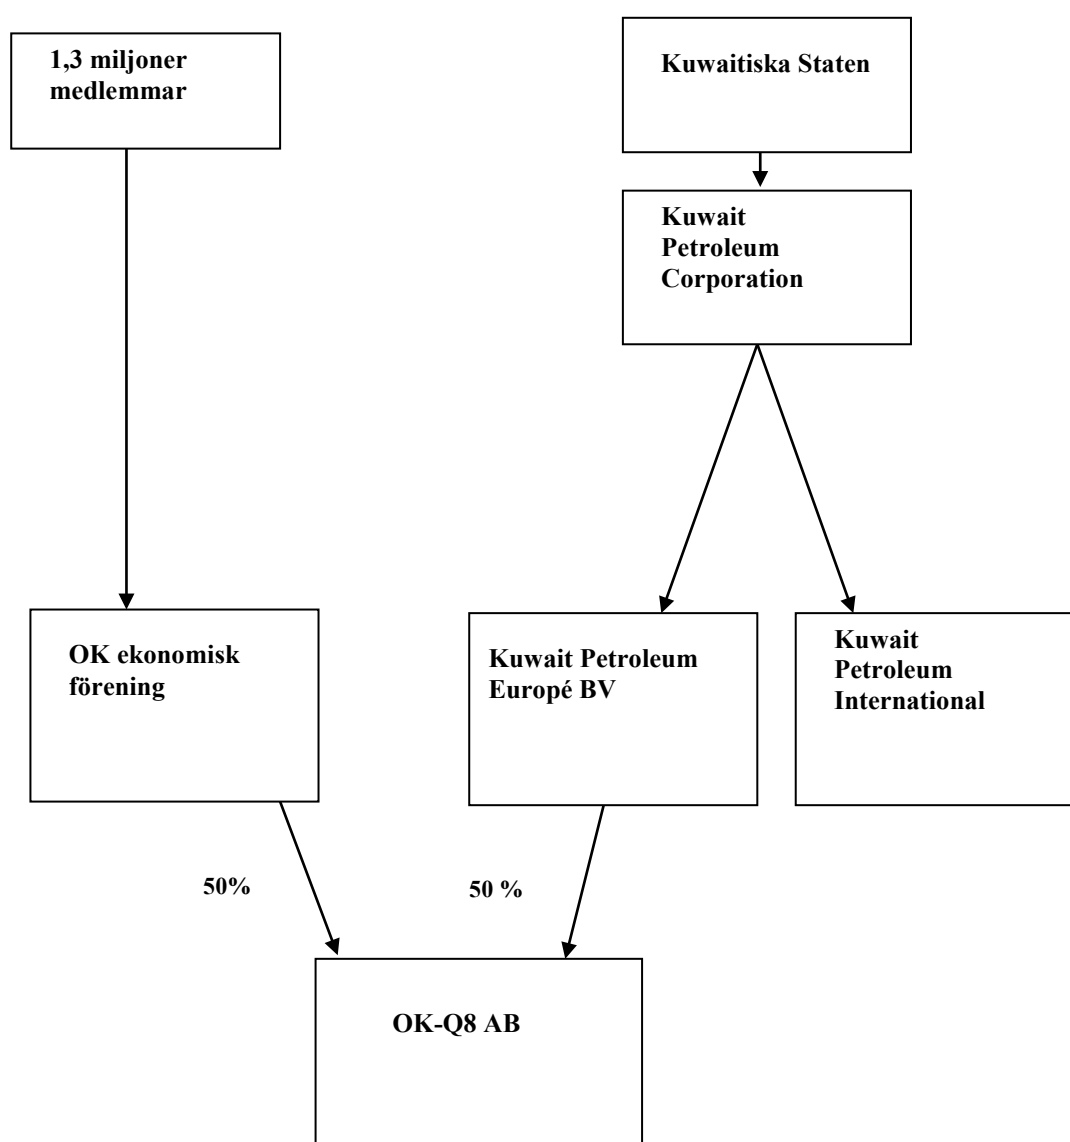 1,3 miljoner
medlemmar
Kuwaitiska Staten
Kuwait
Petroleum
Corporation
OK ekonomisk
förening
Kuwait Petroleum
Europé BV
Kuwait
Petroleum
International
50%
50 %
OK-Q8 AB